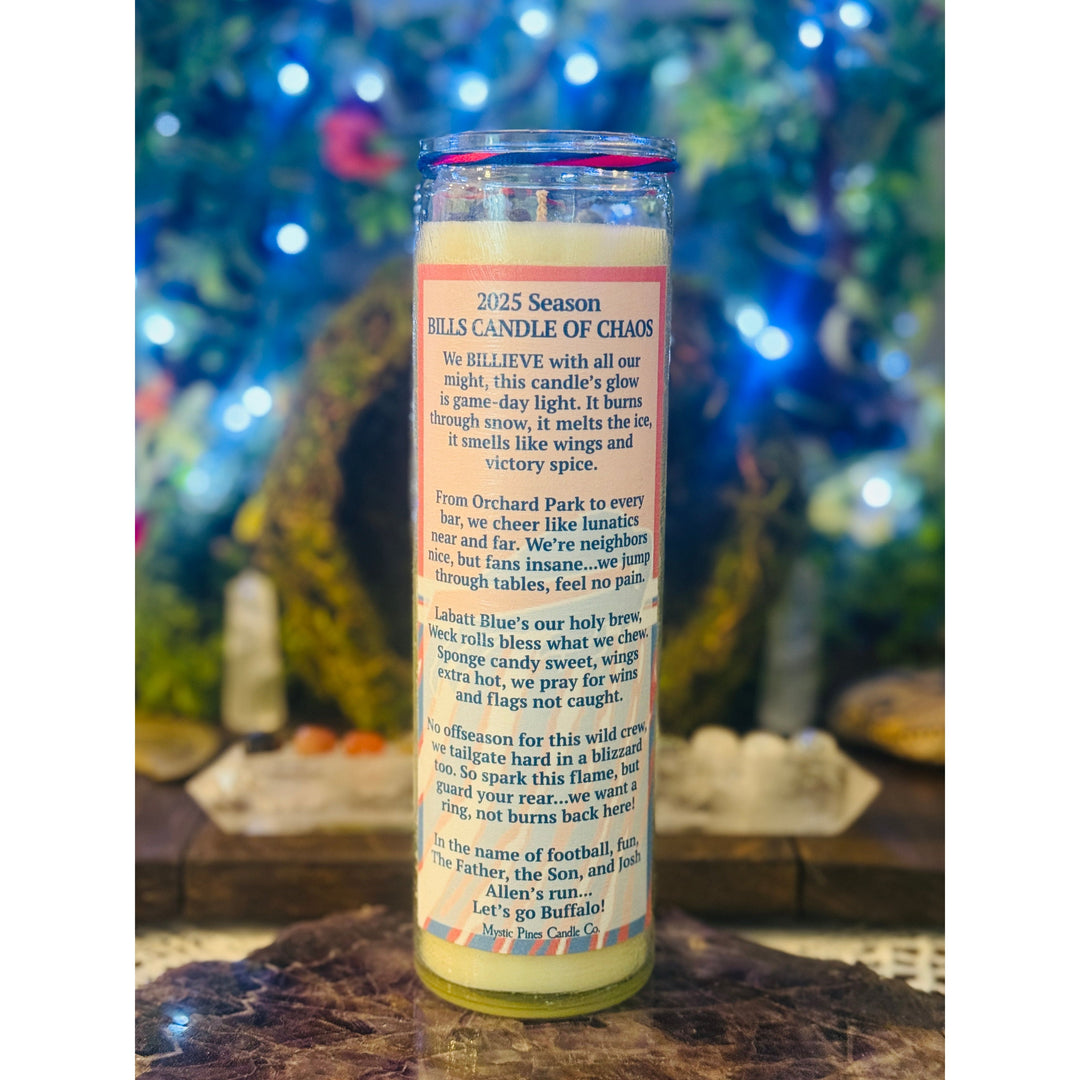 2025 Season
BILLS CANDLE OF CHAOS
We BILLIEVE with all our
might, this candle's glow
is game-day light. It burns
through snow, it melts the ice,
it smells like wings and
victory spice.
From Orchard Park to every
bar, we cheer like lunatics
near and far. We're neighbors
nice, but fans insane...we jump
through tables, feel no pain.
Labatt Blue's our holy brew,
Weck rolls bless what we chew.
Sponge candy sweet, wings
extra hot, we pray for wins
and flags not caught.
No offseason for this wild crew,
we tailgate hard in a blizzard
too. So spark this flame, but
guard your rear...we want a
ring, not burns back here!
In the name of football, fun,
The Father, the Son, and Josh
Allen's run...
Let's go Buffalo!
Mystic Pines Candle Co.